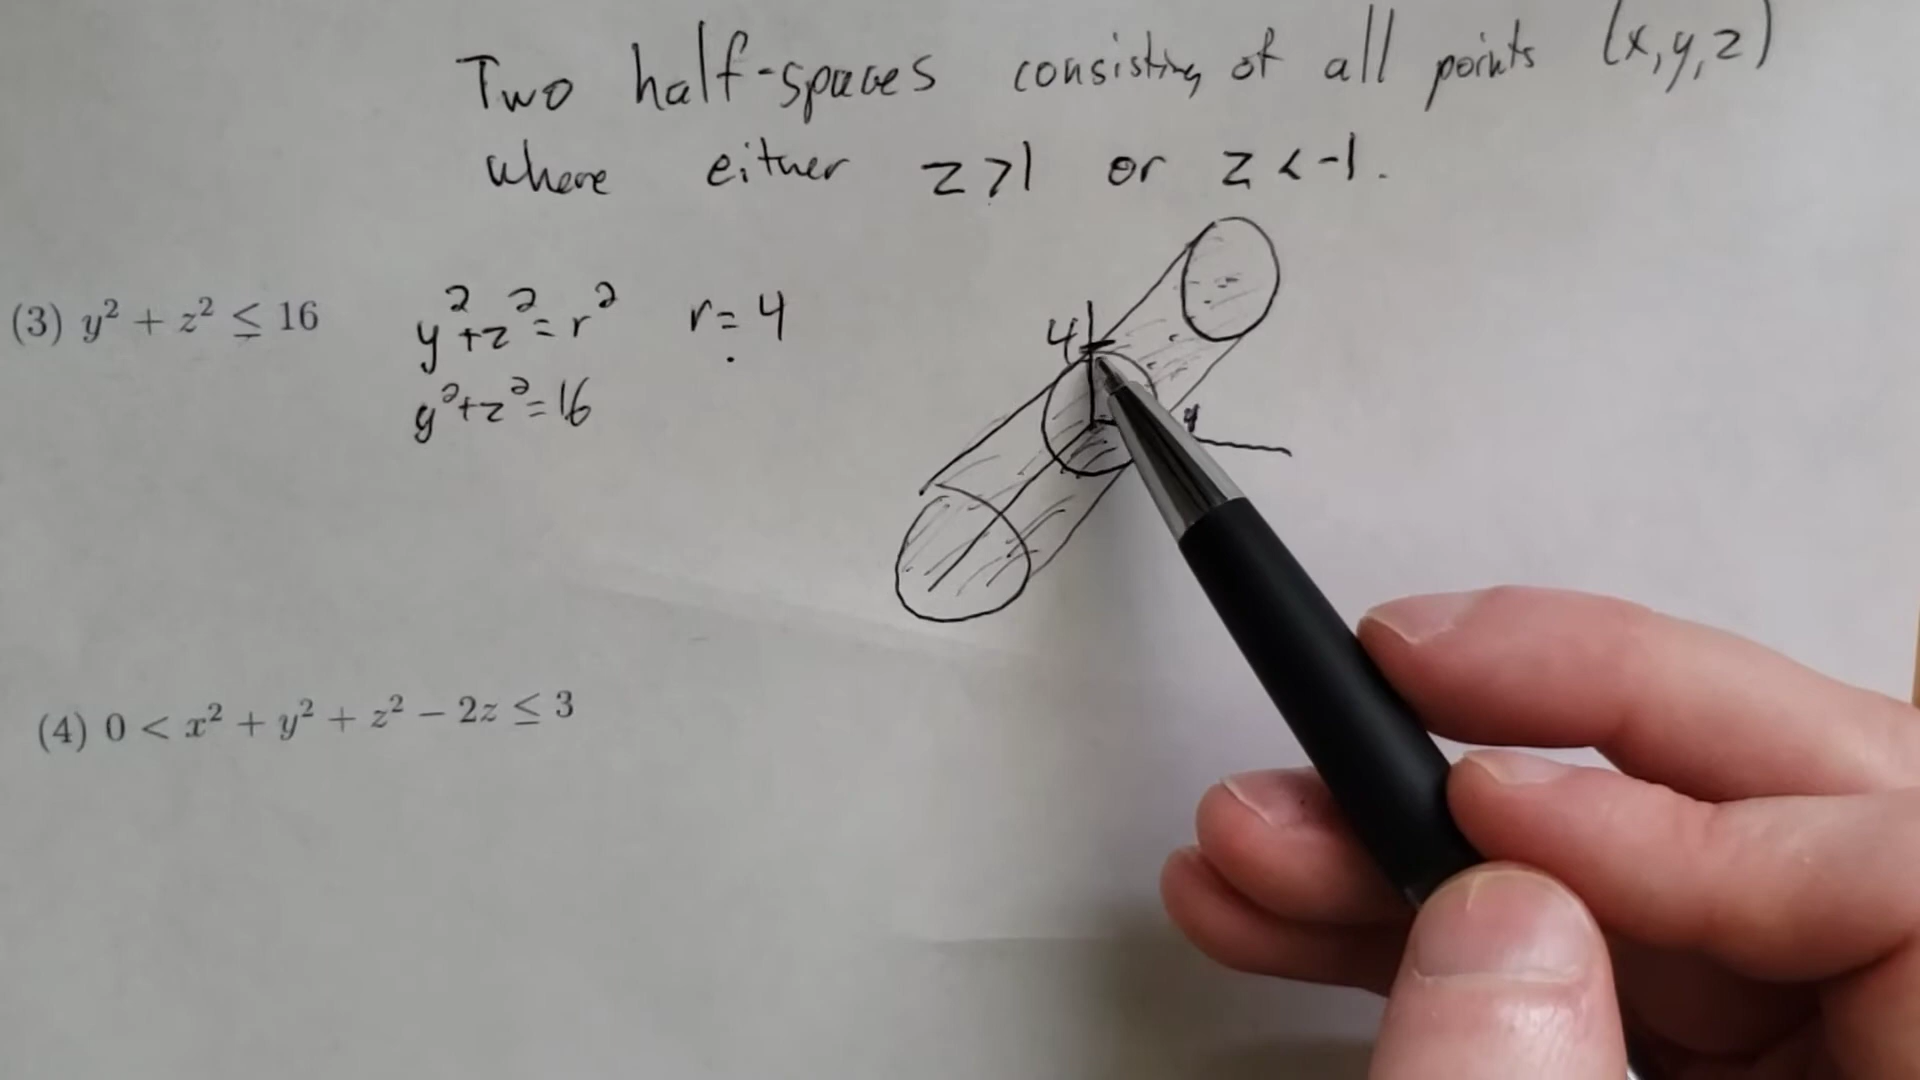 Two half-spaces consisting of all points (x,y,z)
where either z>1 or z<-1.
(3) y² + z² ≤ 16
y²+z²=r² r=4
y²+z²=16
4
4
(4) 0 < x² + y² + z² − 2z ≤ 3